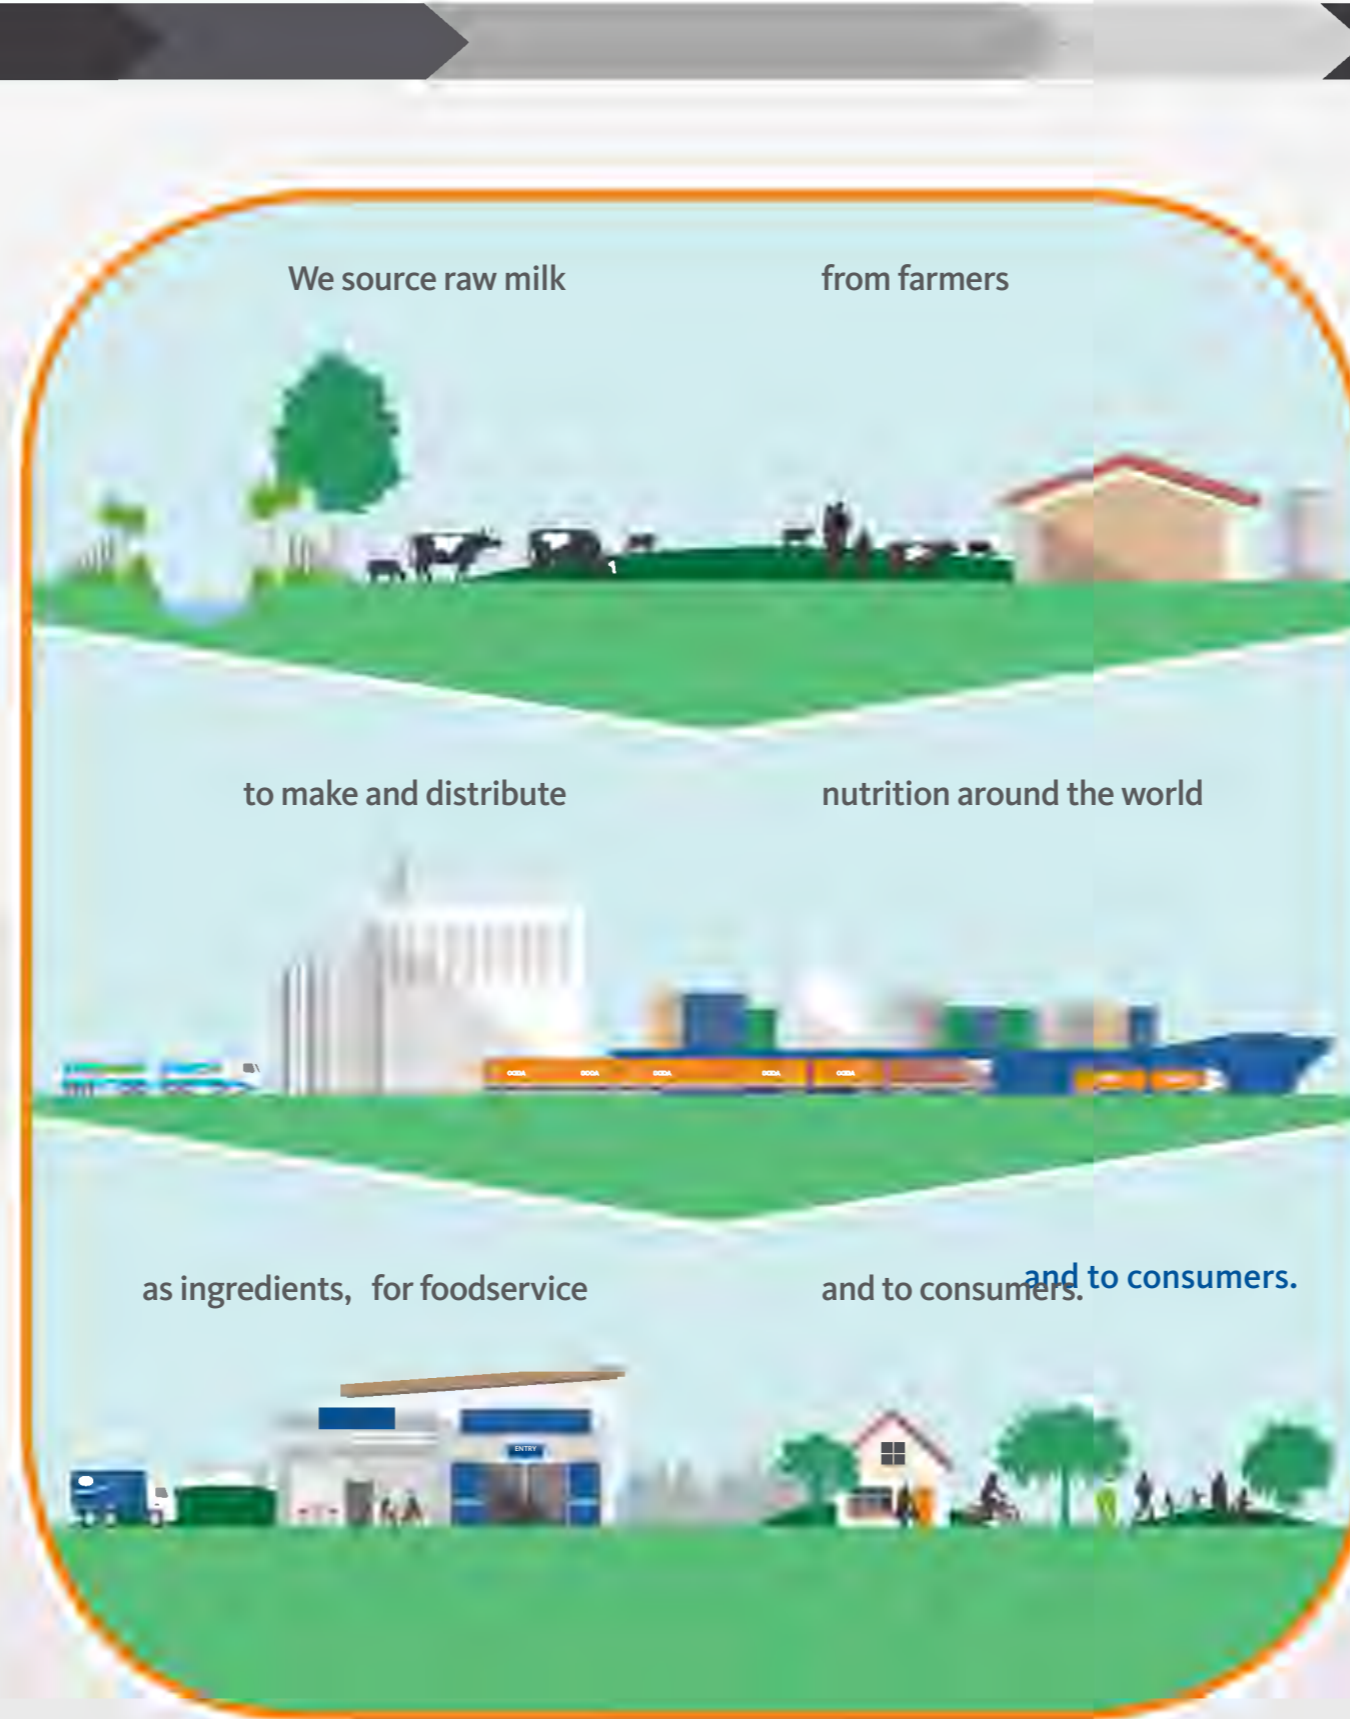 We source raw milk from farmers
to make and distribute nutrition around the world
as ingredients, for foodservice and to consumers.
and to consumers.
ENTRY